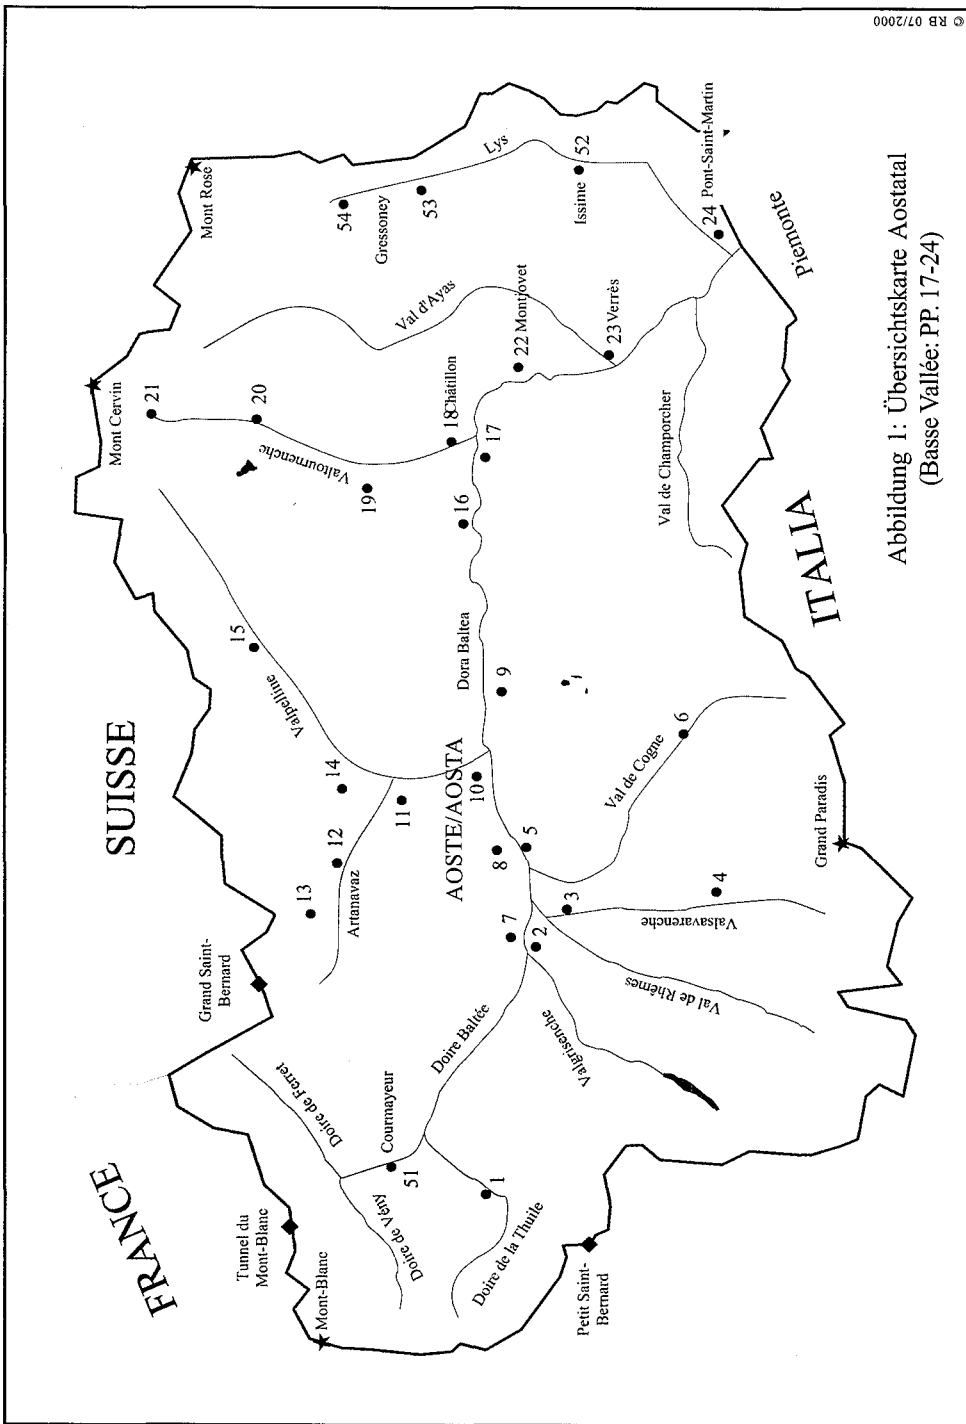 © RB 07/2000
FRANCE
SUISSE
ITALIA
Piemonte
Mont Cervin
Mont Rose
Grand Saint-
Bernard
Tunnel du
Mont-Blanc
Mont-Blanc
Petit Saint-
Bernard
Grand Paradis
Doire de Ferret
Doire de Vény
Doire de la Thuile
Courmayeur
51
1
Doire Baltée
Valgrisenche
Val de Rhêmes
Valsavarenche
Val de Cogne
7
2
3
4
8
5
6
13
12
Artanavaz
14
11
AOSTE/AOSTA
10
15
Valpelline
9
Dora Baltea
16
17
18
Châtillon
19
Valtournenche
20
21
Val d'Ayas
22 Montjovet
23 Verrès
Val de Champorcher
54
Gressoney
53
Lys
Issime
52
24
Pont-Saint-Martin
Abbildung 1: Übersichtskarte Aostatal
(Basse Vallée: PP. 17-24)